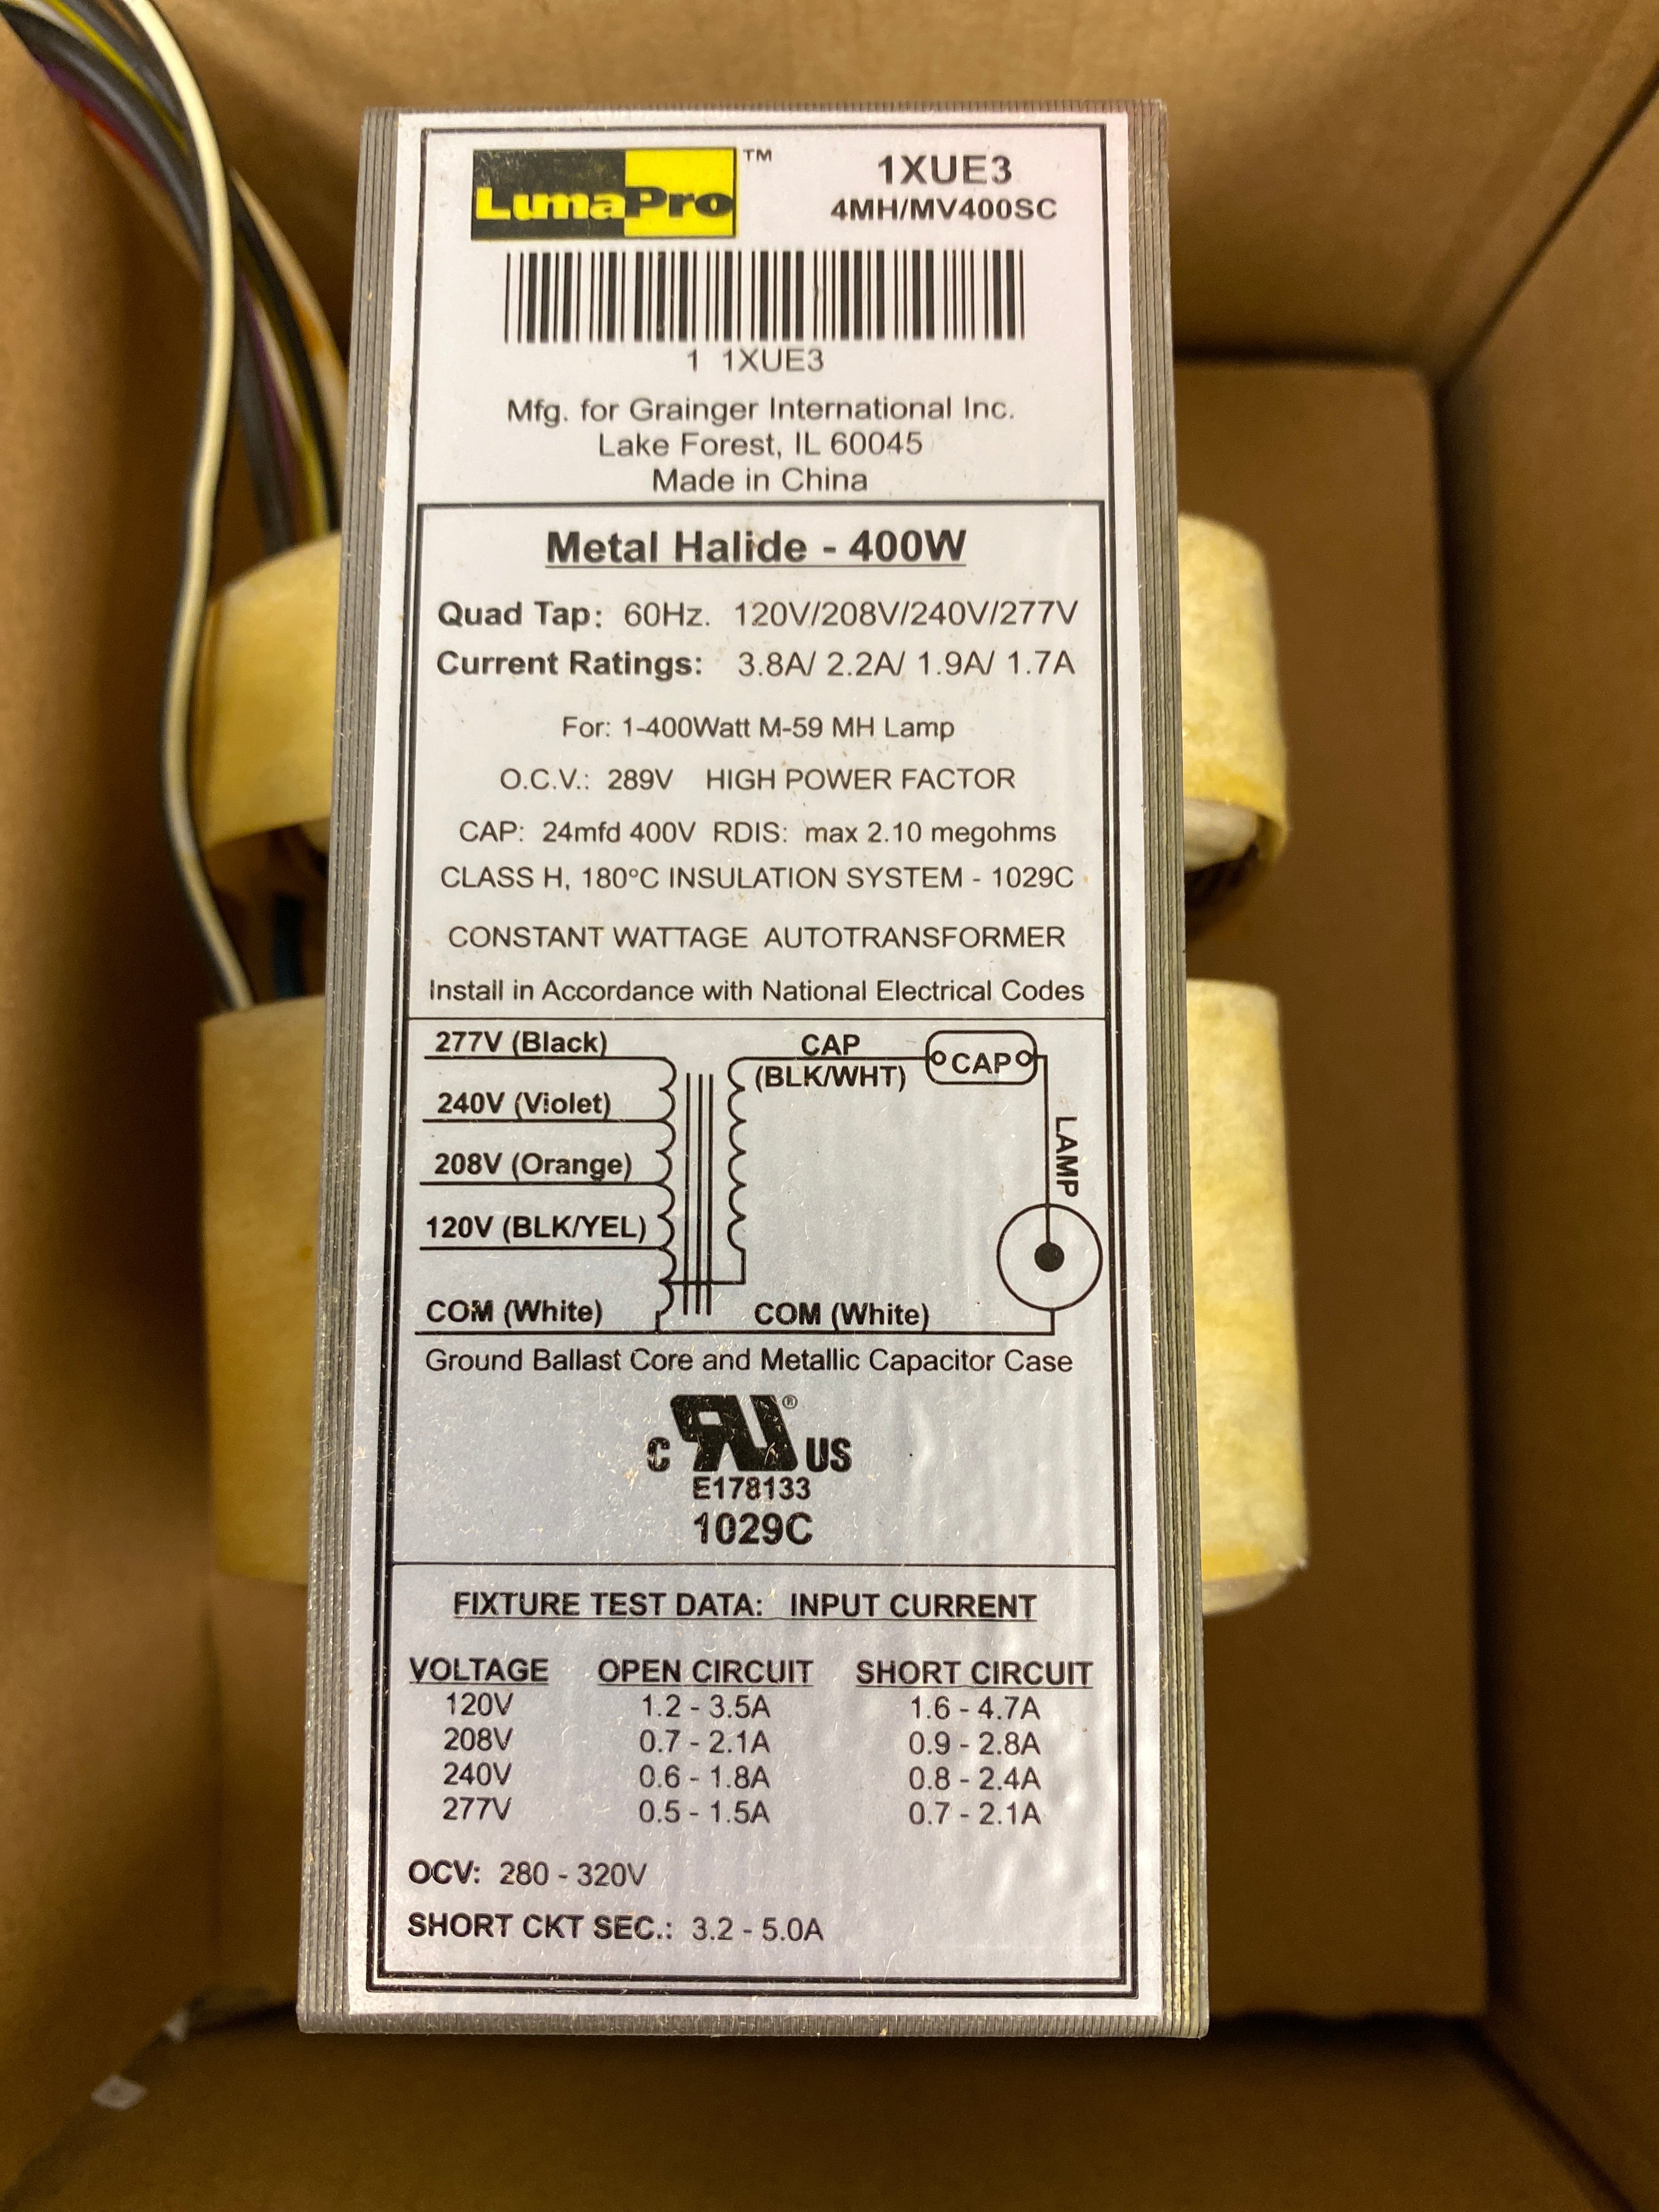 LumaPro™
1XUE3
4MH/MV400SC
1 1XUE3
Mfg. for Grainger International Inc.
Lake Forest, IL 60045
Made in China
Metal Halide - 400W
Quad Tap: 60Hz. 120V/208V/240V/277V
Current Ratings: 3.8A/ 2.2A/ 1.9A/ 1.7A
For: 1-400Watt M-59 MH Lamp
O.C.V.: 289V HIGH POWER FACTOR
CAP: 24mfd 400V RDIS: max 2.10 megohms
CLASS H, 180°C INSULATION SYSTEM - 1029C
CONSTANT WATTAGE AUTOTRANSFORMER
Install in Accordance with National Electrical Codes
277V (Black)
240V (Violet)
208V (Orange)
120V (BLK/YEL)
COM (White)
CAP
(BLK/WHT)
CAP
LAMP
COM (White)
Ground Ballast Core and Metallic Capacitor Case
C RU® US
E178133
1029C
FIXTURE TEST DATA: INPUT CURRENT
VOLTAGE OPEN CIRCUIT SHORT CIRCUIT
120V 1.2 - 3.5A 1.6 - 4.7A
208V 0.7 - 2.1A 0.9 - 2.8A
240V 0.6 - 1.8A 0.8 - 2.4A
277V 0.5 - 1.5A 0.7 - 2.1A
OCV: 280 - 320V
SHORT CKT SEC.: 3.2 - 5.0A